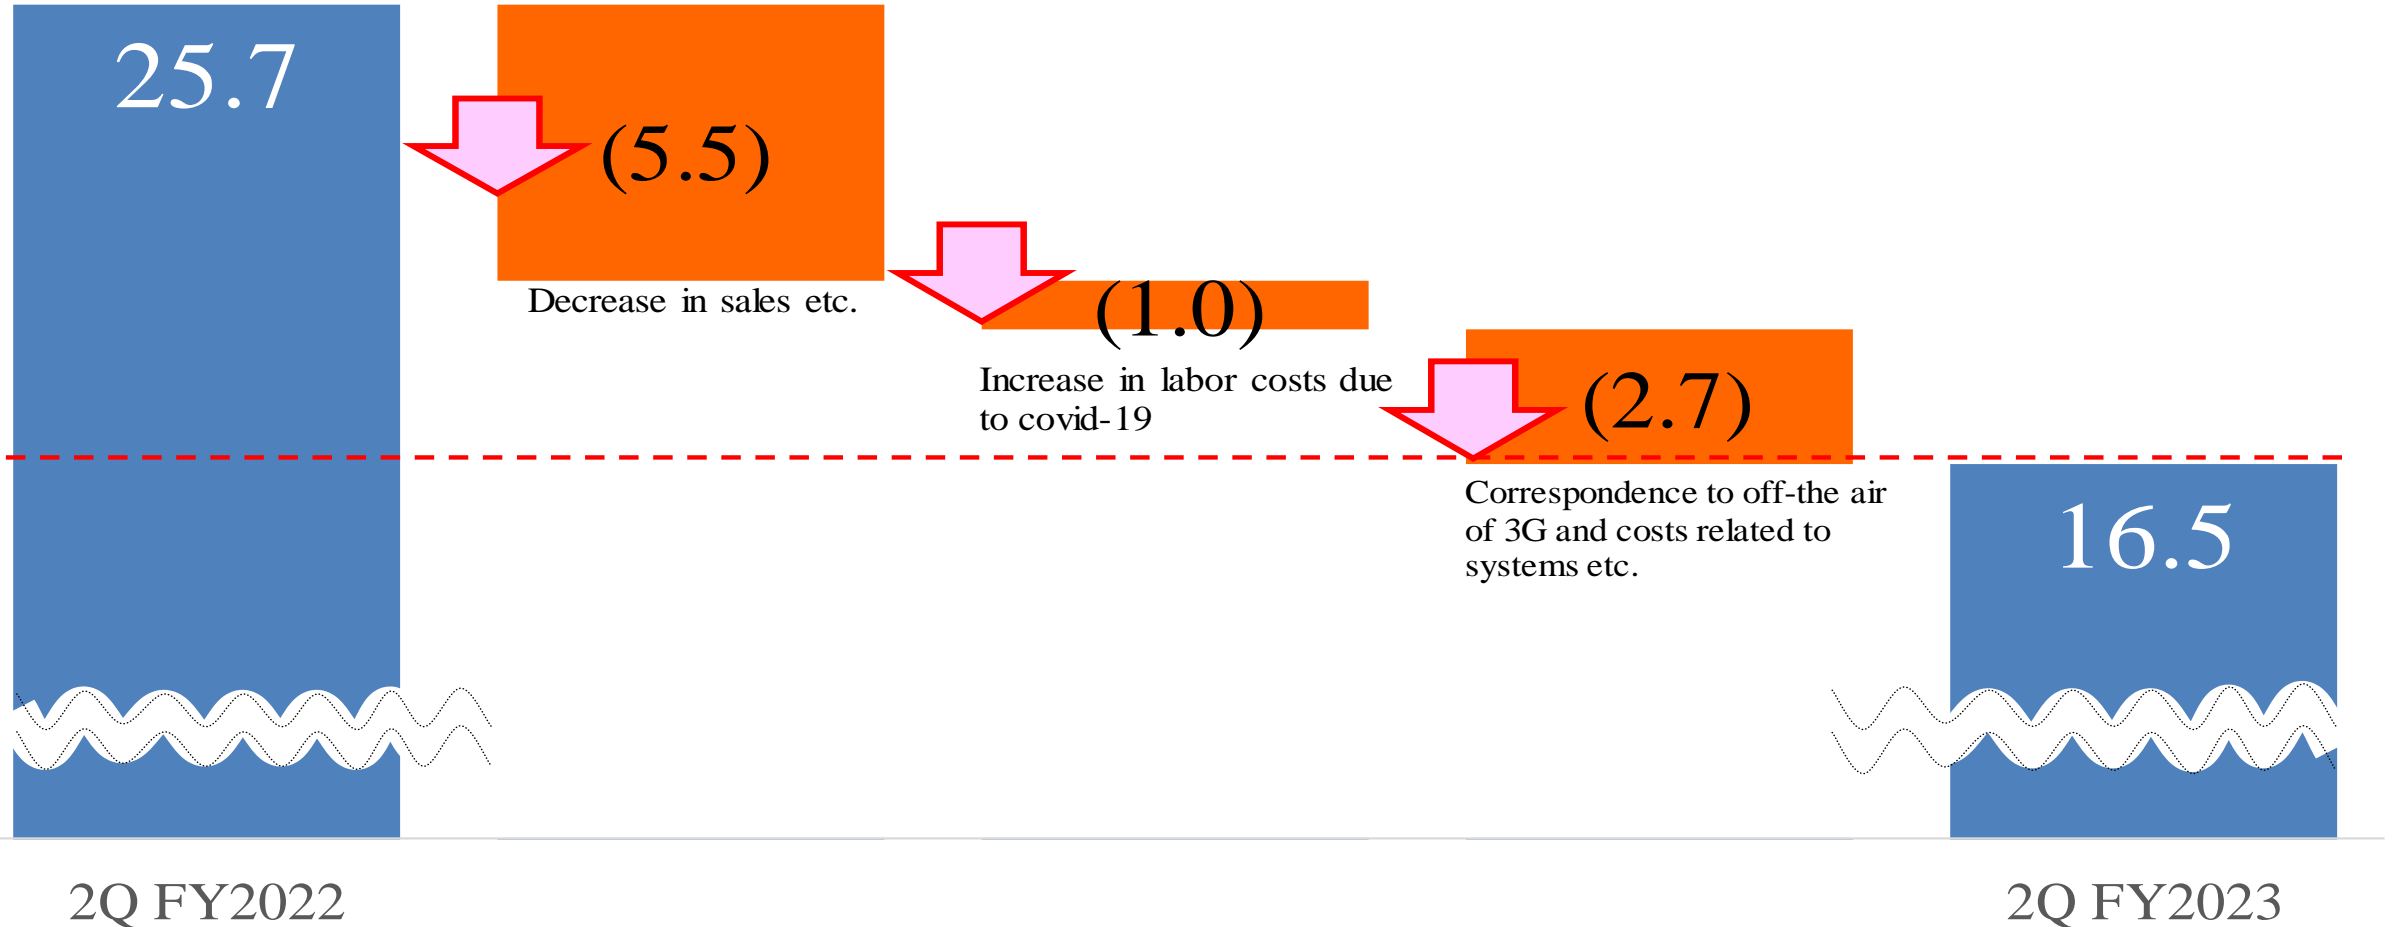 25.7
(5.5)
Decrease in sales etc.
(1.0)
Increase in labor costs due
to covid-19
(2.7)
Correspondence to off-the air
of 3G and costs related to
systems etc.
16.5
2Q FY2022
2Q FY2023